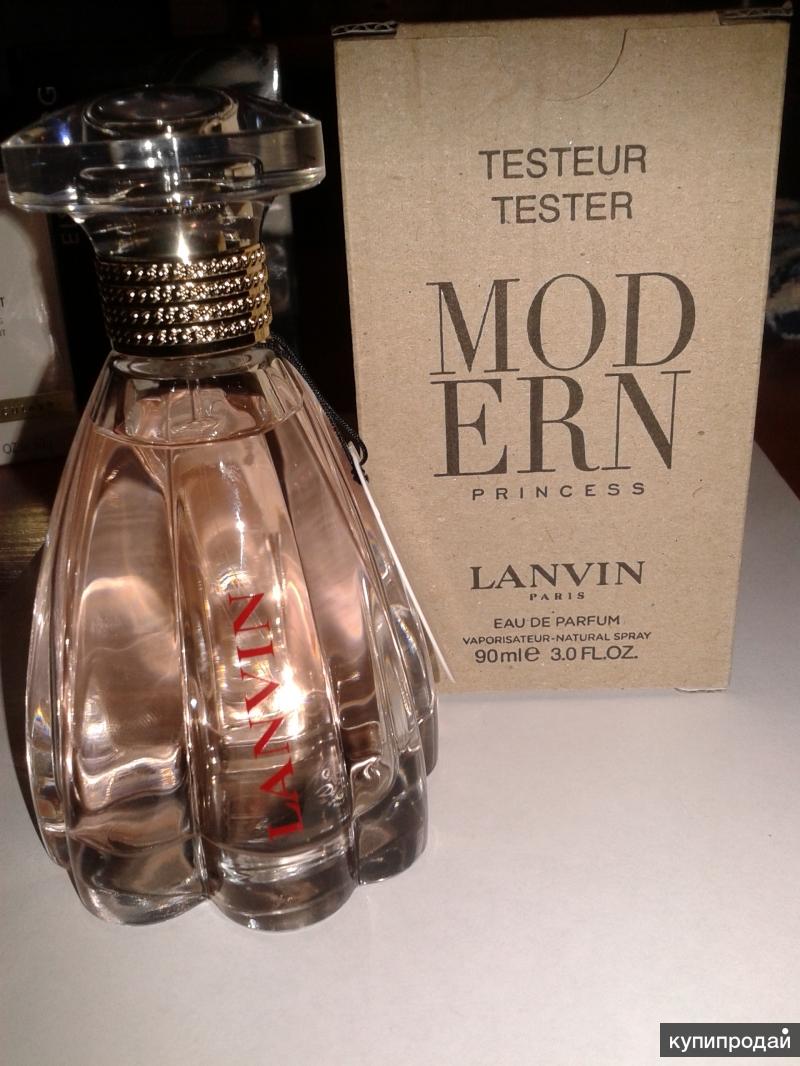 TESTEUR
TESTER
MOD
ERN
PRINCESS
LANVIN
PARIS
EAU DE PARFUM
VAPORISATEUR-NATURAL SPRAY
90ml e 3.0 FL.OZ.
LANVIN
купипродай